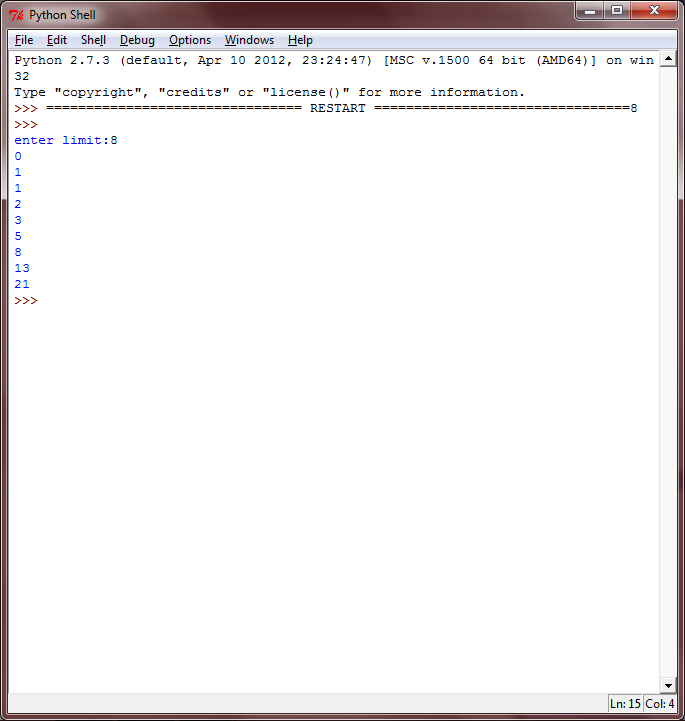 Python Shell
File Edit Shell Debug Options Windows Help
Python 2.7.3 (default, Apr 10 2012, 23:24:47) [MSC v.1500 64 bit (AMD64)] on win
32
Type "copyright", "credits" or "license()" for more information.
>>> ================================ RESTART ================================8
>>>
enter limit:8
0
1
1
2
3
5
8
13
21
>>>
Ln: 15 Col: 4